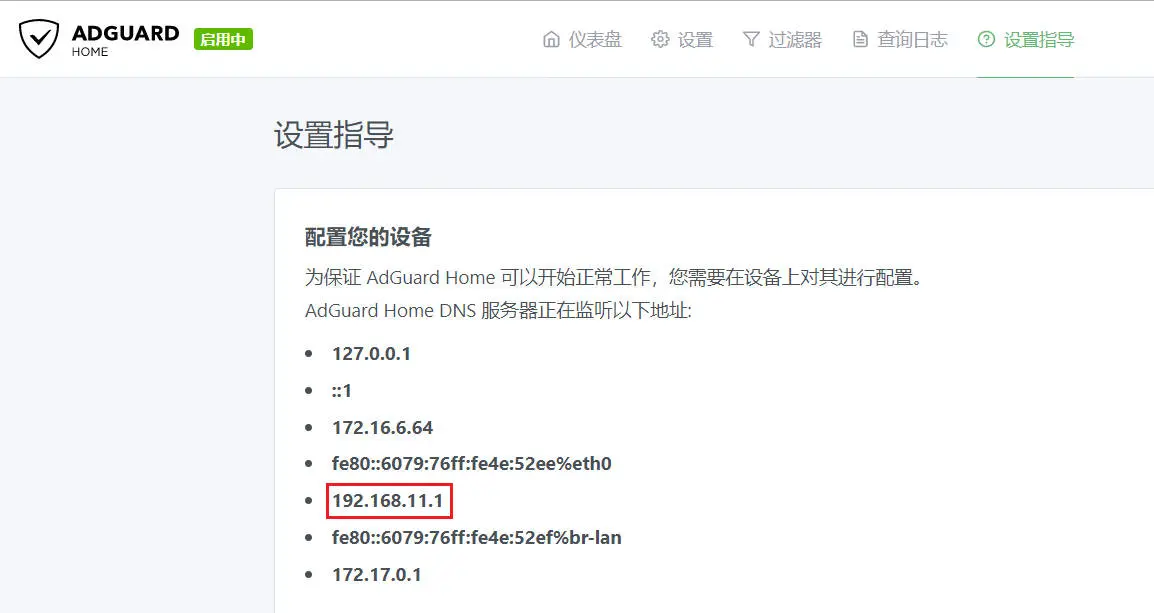 ADGUARD
HOME
启用中
仪表盘
设置
过滤器
查询日志
设置指导
设置指导
配置您的设备
为保证 AdGuard Home 可以开始正常工作，您需要在设备上对其进行配置。
AdGuard Home DNS 服务器正在监听以下地址:
127.0.0.1
::1
172.16.6.64
fe80::6079:76ff:fe4e:52ee%eth0
192.168.11.1
fe80::6079:76ff:fe4e:52ef%br-lan
172.17.0.1